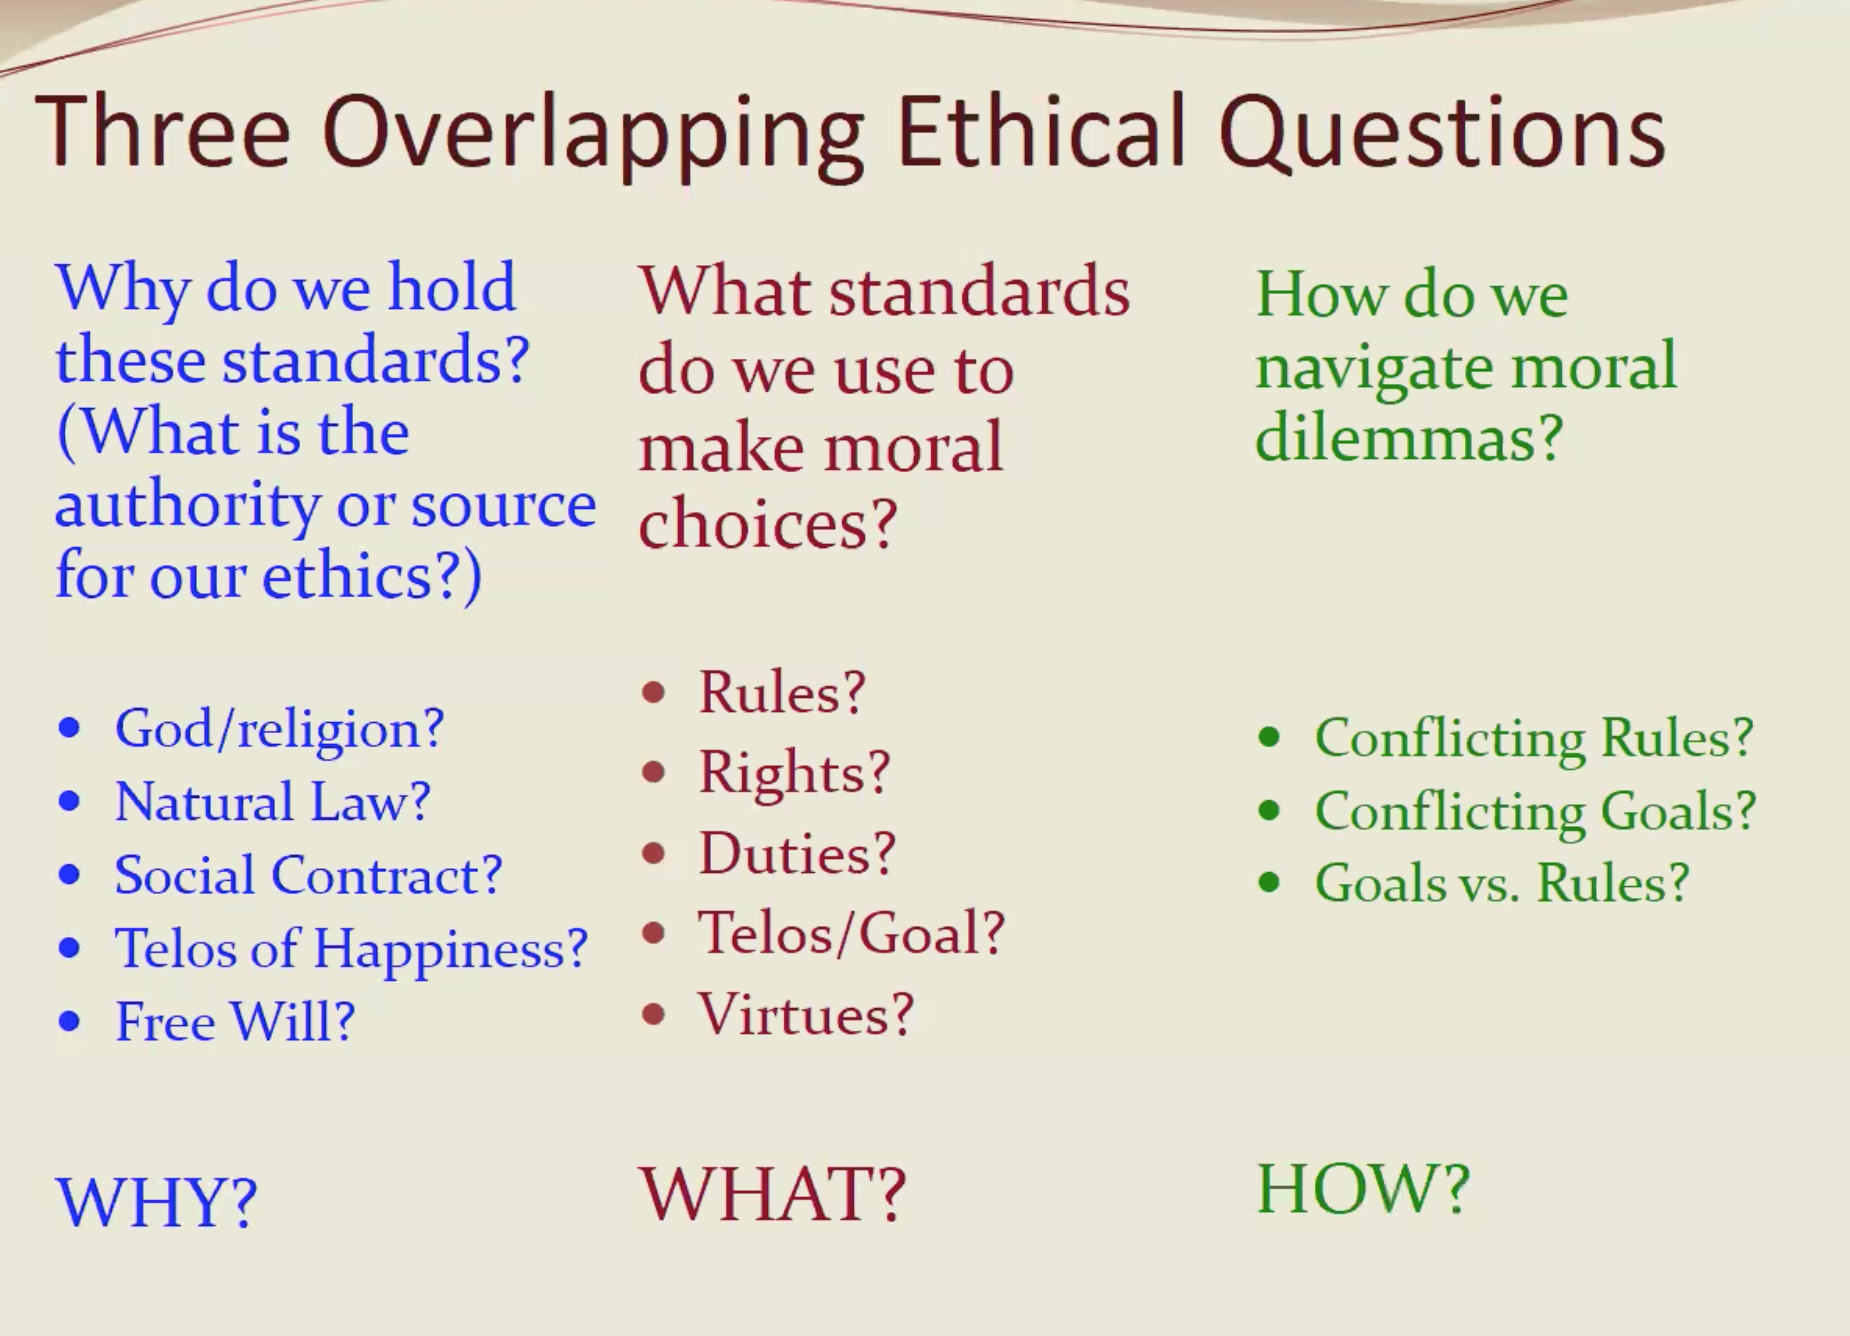 Three Overlapping Ethical Questions
Why do we hold
these standards?
(What is the
authority or source
for our ethics?)
• God/religion?
• Natural Law?
• Social Contract?
• Telos of Happiness?
• Free Will?
WHY?
What standards
do we use to
make moral
choices?
• Rules?
• Rights?
• Duties?
• Telos/Goal?
• Virtues?
WHAT?
How do we
navigate moral
dilemmas?
• Conflicting Rules?
• Conflicting Goals?
• Goals vs. Rules?
HOW?